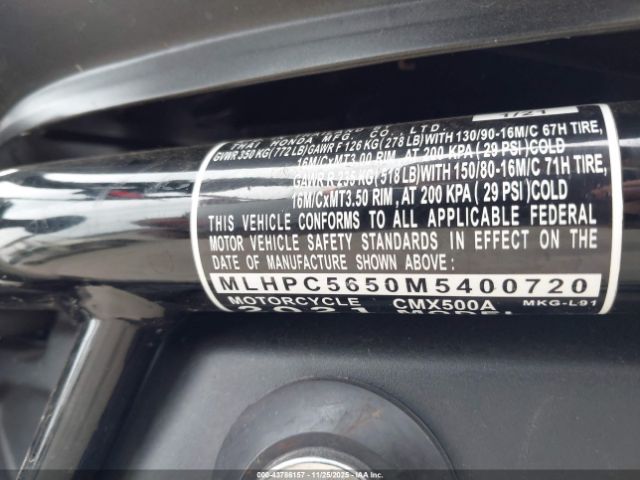 1/21
THAI HONDA MFG. CO., LTD.
GVWR 350 KG ( 772 LB ) GAWR F 126 KG ( 278 LB ) WITH 130/90-16M/C 67H TIRE,
16M/CxMT3.00 RIM , AT 200 KPA ( 29 PSI ) COLD
GAWR R 235 KG ( 518 LB ) WITH 150/80-16M/C 71H TIRE,
16M/CxMT3.50 RIM , AT 200 KPA ( 29 PSI ) COLD
THIS VEHICLE CONFORMS TO ALL APPLICABLE FEDERAL
MOTOR VEHICLE SAFETY STANDARDS IN EFFECT ON THE
DATE OF MANUFACTURE SHOWN ABOVE:
MLHPC5650M5400720
MOTORCYCLE CMX500A MKG-L91
2021 MODEL
000-43786157 - 11/25/2025 - IAAI.COM